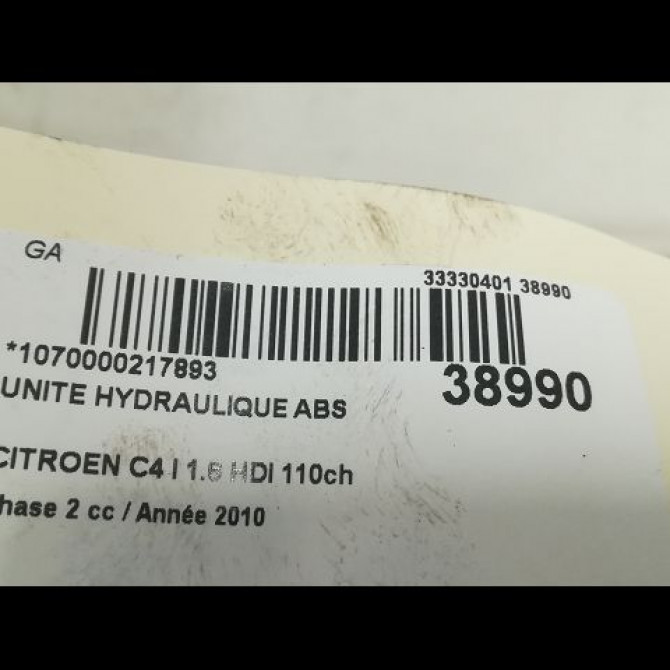 GA
33330401 38990
*1070000217893
38990
UNITE HYDRAULIQUE ABS
CITROEN C4 I 1.6 HDI 110ch
hase 2 cc / Année 2010